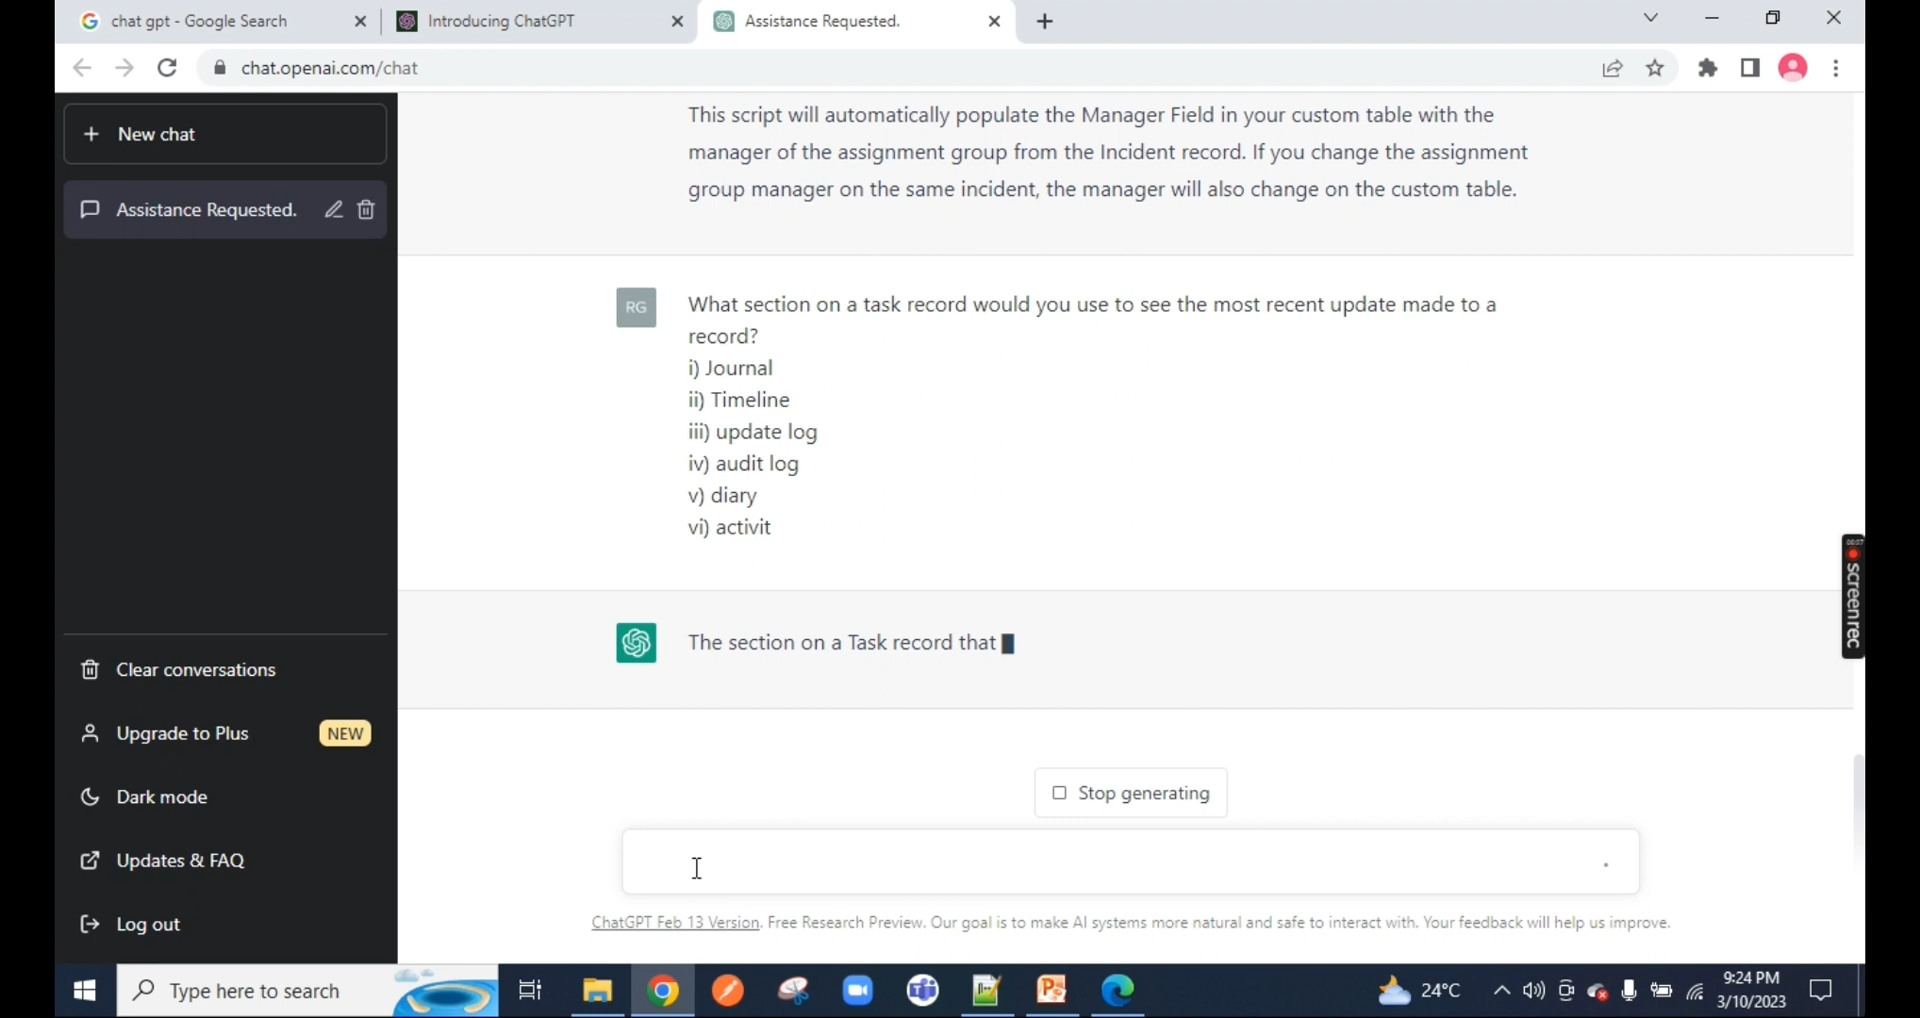 chat gpt - Google Search
Introducing ChatGPT
Assistance Requested.
chat.openai.com/chat
New chat
Assistance Requested.
This script will automatically populate the Manager Field in your custom table with the
manager of the assignment group from the Incident record. If you change the assignment
group manager on the same incident, the manager will also change on the custom table.
RG
What section on a task record would you use to see the most recent update made to a
record?
i) Journal
ii) Timeline
iii) update log
iv) audit log
v) diary
vi) activit
The section on a Task record that
Clear conversations
Upgrade to Plus
NEW
Dark mode
Updates & FAQ
Log out
Stop generating
ChatGPT Feb 13 Version. Free Research Preview. Our goal is to make AI systems more natural and safe to interact with. Your feedback will help us improve.
screenrec
Type here to search
24°C
9:24 PM
3/10/2023